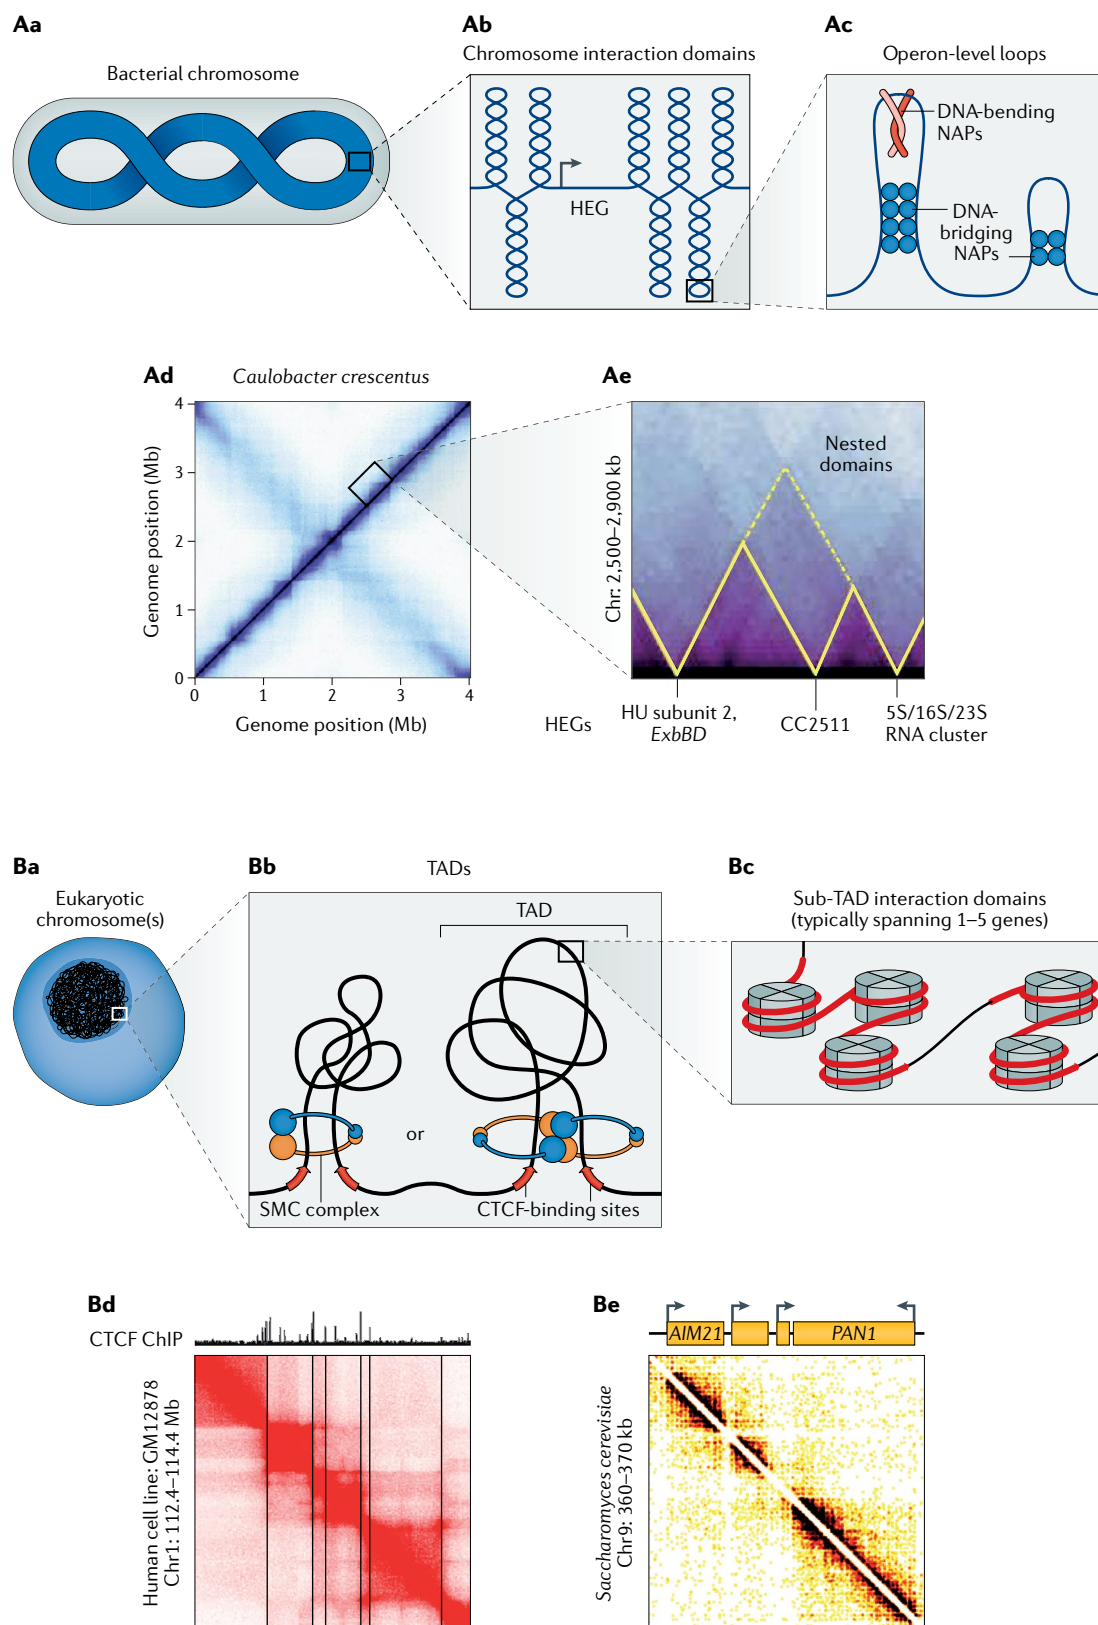 Aa
Bacterial chromosome
Ab
Chromosome interaction domains
HEG
Ac
Operon-level loops
DNA-bending
NAPs
DNA-
bridging
NAPs
Ad
Caulobacter crescentus
Genome position (Mb)
4
3
2
1
0
0 1 2 3 4
Genome position (Mb)
Ae
Chr: 2,500–2,900 kb
Nested
domains
HEGs
HU subunit 2,
ExbBD
CC2511
5S/16S/23S
RNA cluster
Ba
Eukaryotic
chromosome(s)
Bb
TADs
TAD
or
SMC complex
CTCF-binding sites
Bc
Sub-TAD interaction domains
(typically spanning 1–5 genes)
Bd
CTCF ChIP
Human cell line: GM12878
Chr1: 112.4–114.4 Mb
Be
AIM21
PAN1
Saccharomyces cerevisiae
Chr9: 360–370 kb